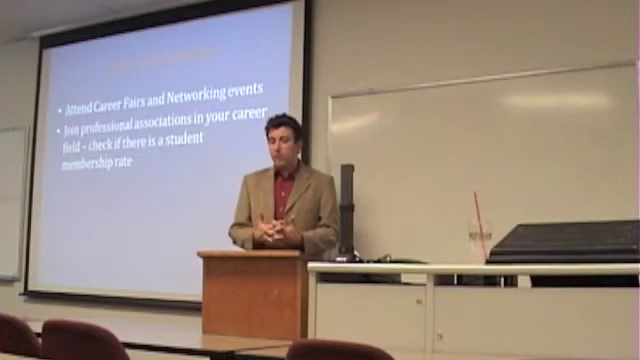 • Attend Career Fairs and Networking events
• Join professional associations in your career
field – check if there is a student
membership rate